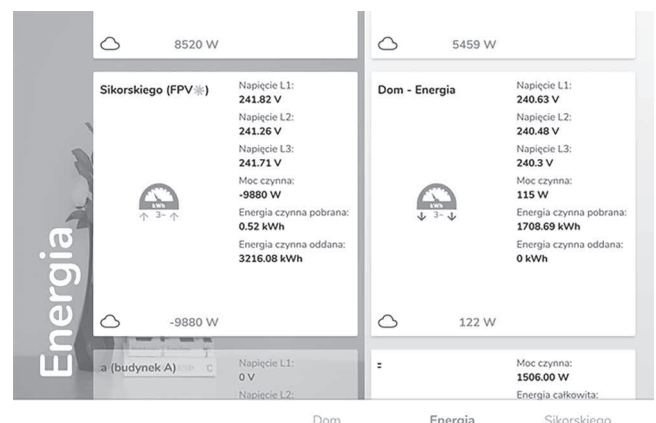 8520 W
5459 W
Sikorskiego (FPV☀)
Napięcie L1:
241.82 V
Napięcie L2:
241.26 V
Napięcie L3:
241.71 V
Moc czynna:
-9880 W
Energia czynna pobrana:
0.52 kWh
Energia czynna oddana:
3216.08 kWh
kWh
↑ 3~ ↑
-9880 W
Dom - Energia
Napięcie L1:
240.63 V
Napięcie L2:
240.48 V
Napięcie L3:
240.3 V
Moc czynna:
115 W
Energia czynna pobrana:
1708.69 kWh
Energia czynna oddana:
0 kWh
kWh
↓ 3~ ↓
122 W
Energia
a (budynek A)
°C
Napięcie L1:
0 V
Napięcie L2:
Moc czynna:
1506.00 W
Energia całkowita:
Dom
Energia
Sikorskiego